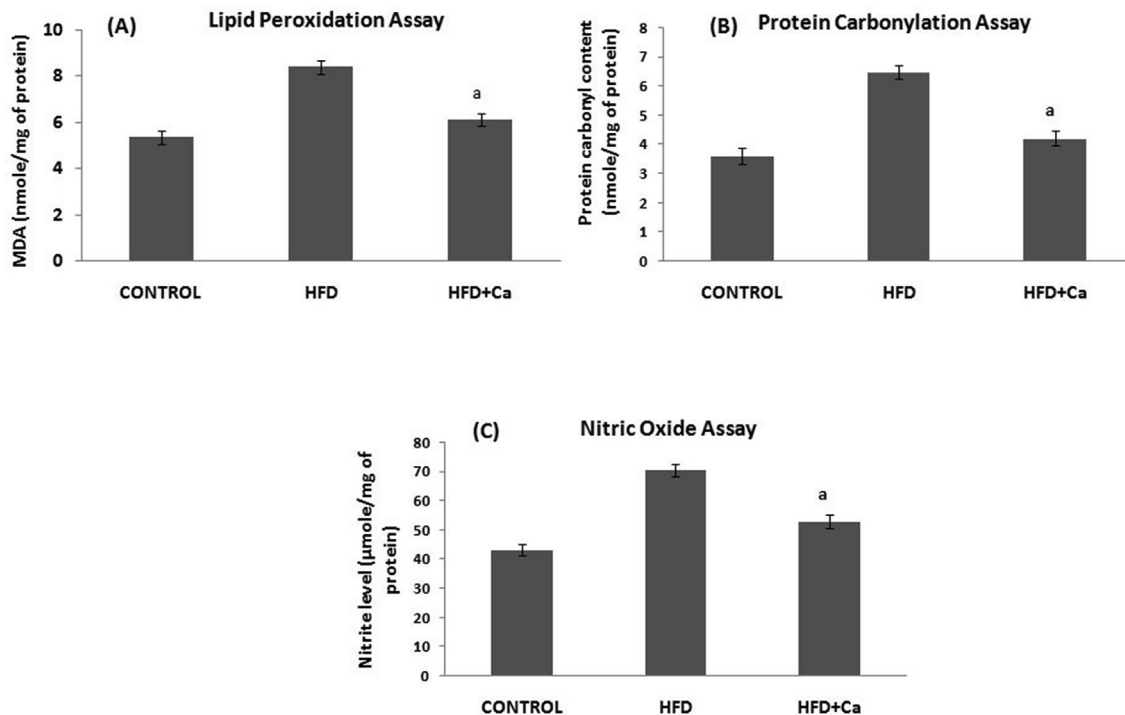 (A) Lipid Peroxidation Assay
MDA (nmole/mg of protein)
10
8
6
4
2
0
a
CONTROL HFD HFD+Ca
(B) Protein Carbonylation Assay
Protein carbonyl content
(nmole/mg of protein)
8
7
6
5
4
3
2
1
0
a
CONTROL HFD HFD+Ca
(C) Nitric Oxide Assay
Nitrite level (µmole/mg of
protein)
80
70
60
50
40
30
20
10
0
a
CONTROL HFD HFD+Ca